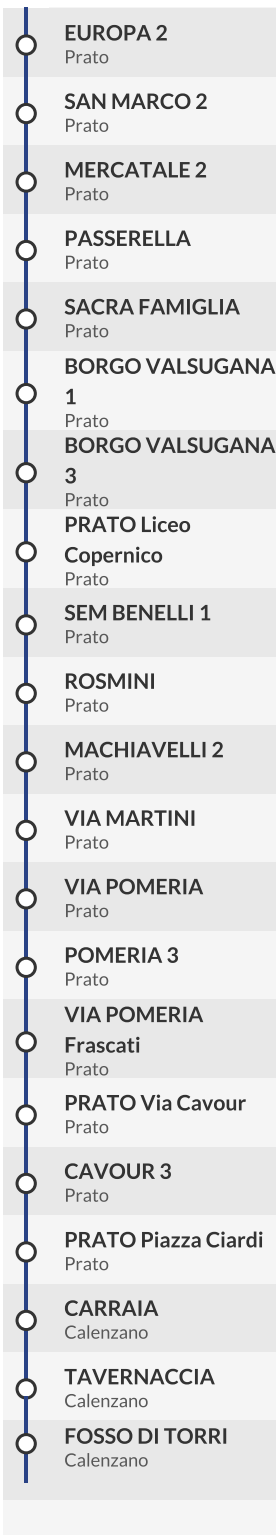 EUROPA 2
Prato
SAN MARCO 2
Prato
MERCATALE 2
Prato
PASSERELLA
Prato
SACRA FAMIGLIA
Prato
BORGO VALSUGANA
1
Prato
BORGO VALSUGANA
3
Prato
PRATO Liceo
Copernico
Prato
SEM BENELLI 1
Prato
ROSMINI
Prato
MACHIAVELLI 2
Prato
VIA MARTINI
Prato
VIA POMERIA
Prato
POMERIA 3
Prato
VIA POMERIA
Frascati
Prato
PRATO Via Cavour
Prato
CAVOUR 3
Prato
PRATO Piazza Ciardi
Prato
CARRAIA
Calenzano
TAVERNACCIA
Calenzano
FOSSO DI TORRI
Calenzano